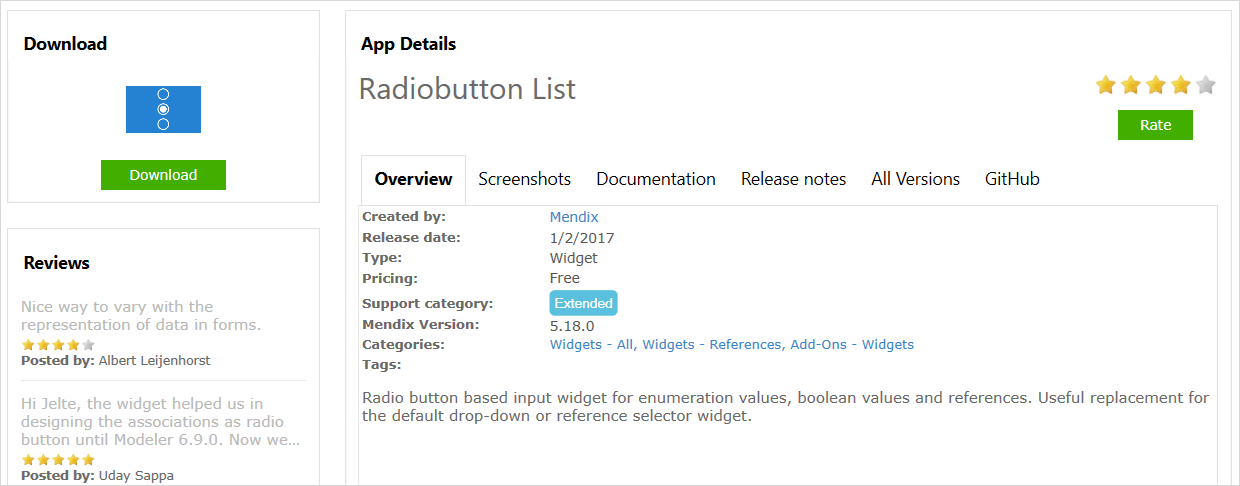 Download
Download
Reviews
Nice way to vary with the
representation of data in forms.
Posted by: Albert Leijenhorst
Hi Jelte, the widget helped us in
designing the associations as radio
button until Modeler 6.9.0. Now we...
Posted by: Uday Sappa
App Details
Radiobutton List
Rate
Overview Screenshots Documentation Release notes All Versions GitHub
Created by: Mendix
Release date: 1/2/2017
Type: Widget
Pricing: Free
Support category: Extended
Mendix Version: 5.18.0
Categories: Widgets - All, Widgets - References, Add-Ons - Widgets
Tags:
Radio button based input widget for enumeration values, boolean values and references. Useful replacement for
the default drop-down or reference selector widget.